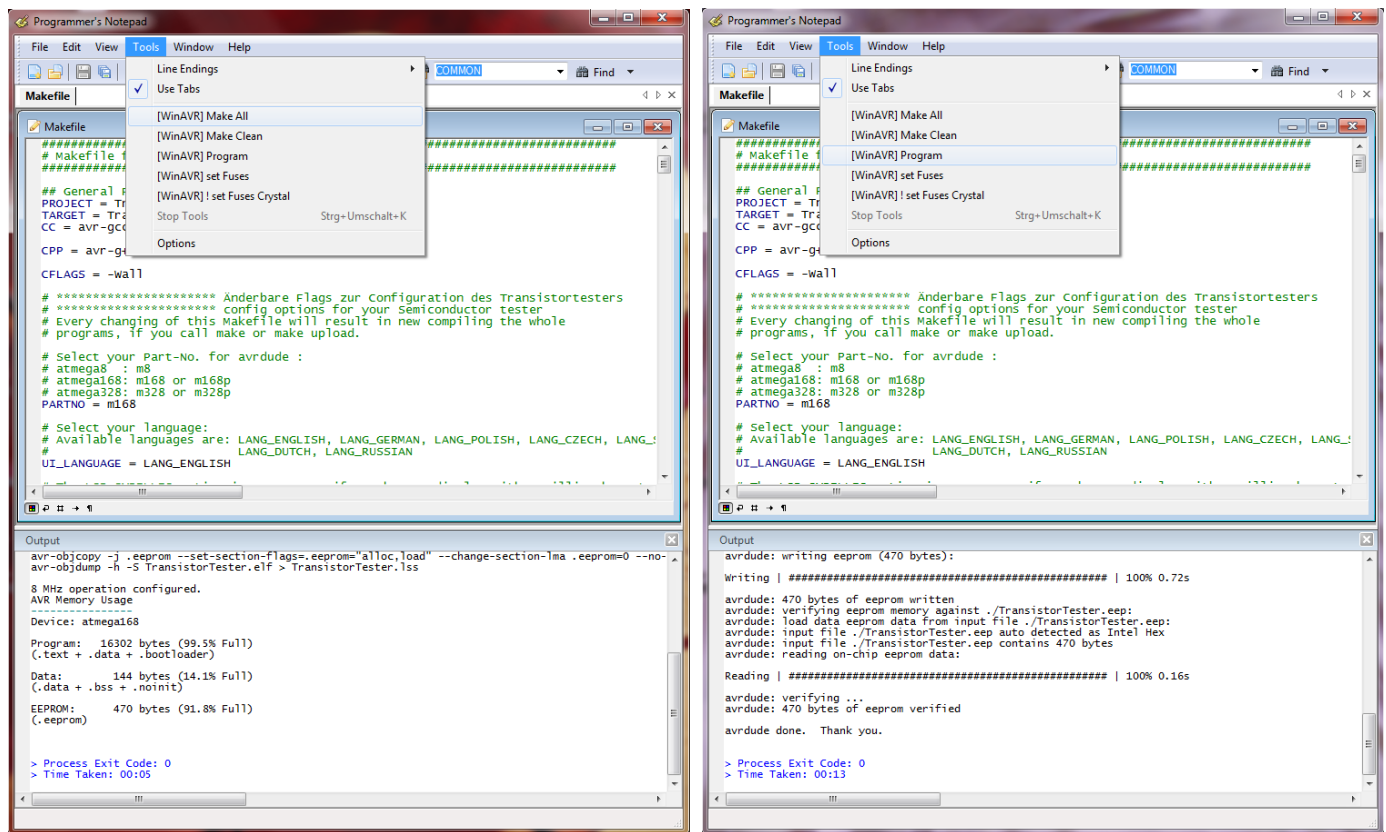 Programmer's Notepad
File Edit View Tools Window Help
Line Endings
COMMON
Find
Use Tabs
Makefile
[WinAVR] Make All
Makefile
[WinAVR] Make Clean
[WinAVR] Program
[WinAVR] set Fuses
[WinAVR] ! set Fuses Crystal
Stop Tools Strg+Umschalt+K
Options
################################################################################
# Makefile f
################################################################################
## General P
PROJECT = Tr
TARGET = Tra
CC = avr-gcc
CPP = avr-g+
CFLAGS = -Wall
# ********************** Änderbare Flags zur Configuration des Transistortesters
# ********************** config options for your Semiconductor tester
# Every changing of this Makefile will result in new compiling the whole
# programs, if you call make or make upload.
# Select your Part-No. for avrdude :
# atmega8 : m8
# atmega168: m168 or m168p
# atmega328: m328 or m328p
PARTNO = m168
# Select your language:
# Available languages are: LANG_ENGLISH, LANG_GERMAN, LANG_POLISH, LANG_CZECH, LANG_S
# LANG_DUTCH, LANG_RUSSIAN
UI_LANGUAGE = LANG_ENGLISH
Output
avr-objcopy -j .eeprom --set-section-flags=.eeprom="alloc,load" --change-section-lma .eeprom=0 --no-
avr-objdump -h -S TransistorTester.elf > TransistorTester.lss
8 MHz operation configured.
AVR Memory Usage
----------------
Device: atmega168
Program: 16302 bytes (99.5% Full)
(.text + .data + .bootloader)
Data: 144 bytes (14.1% Full)
(.data + .bss + .noinit)
EEPROM: 470 bytes (91.8% Full)
(.eeprom)
> Process Exit Code: 0
> Time Taken: 00:05
Programmer's Notepad
File Edit View Tools Window Help
Line Endings
COMMON
Find
Use Tabs
Makefile
[WinAVR] Make All
Makefile
[WinAVR] Make Clean
[WinAVR] Program
[WinAVR] set Fuses
[WinAVR] ! set Fuses Crystal
Stop Tools Strg+Umschalt+K
Options
################################################################################
# Makefile f
################################################################################
## General P
PROJECT = Tr
TARGET = Tra
CC = avr-gcc
CPP = avr-g+
CFLAGS = -Wall
# ********************** Änderbare Flags zur Configuration des Transistortesters
# ********************** config options for your Semiconductor tester
# Every changing of this Makefile will result in new compiling the whole
# programs, if you call make or make upload.
# Select your Part-No. for avrdude :
# atmega8 : m8
# atmega168: m168 or m168p
# atmega328: m328 or m328p
PARTNO = m168
# Select your language:
# Available languages are: LANG_ENGLISH, LANG_GERMAN, LANG_POLISH, LANG_CZECH, LANG_S
# LANG_DUTCH, LANG_RUSSIAN
UI_LANGUAGE = LANG_ENGLISH
Output
avrdude: writing eeprom (470 bytes):
Writing | ################################################## | 100% 0.72s
avrdude: 470 bytes of eeprom written
avrdude: verifying eeprom memory against ./TransistorTester.eep:
avrdude: load data eeprom data from input file ./TransistorTester.eep:
avrdude: input file ./TransistorTester.eep auto detected as Intel Hex
avrdude: input file ./TransistorTester.eep contains 470 bytes
avrdude: reading on-chip eeprom data:
Reading | ################################################## | 100% 0.16s
avrdude: verifying ...
avrdude: 470 bytes of eeprom verified
avrdude done. Thank you.
> Process Exit Code: 0
> Time Taken: 00:13